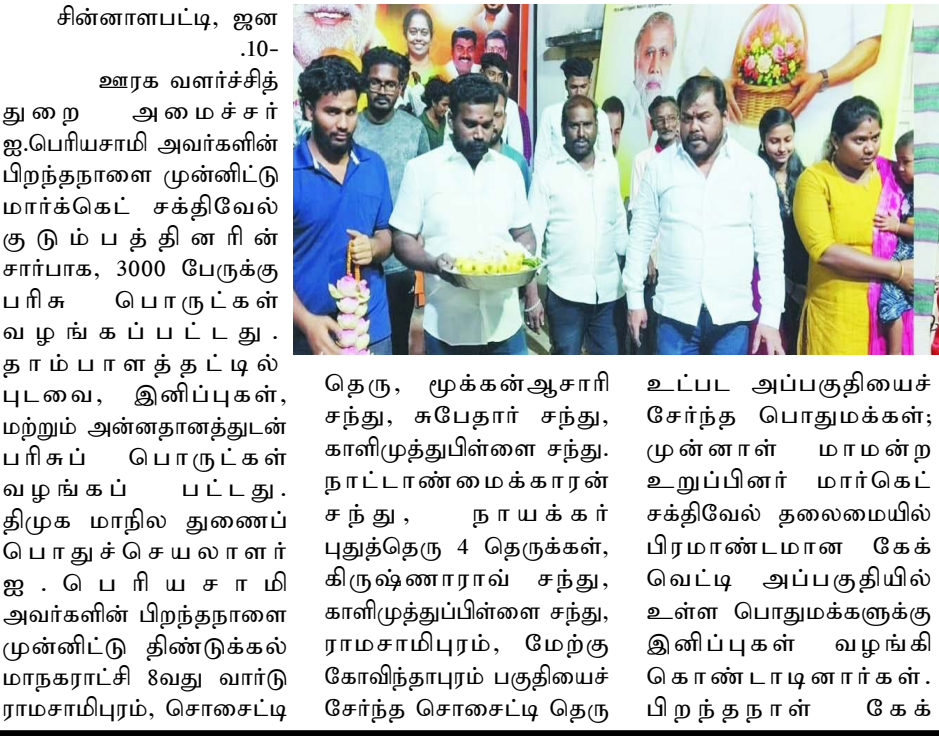 சின்னாளபட்டி, ஜன
.10-
ஊரக வளர்ச்சித்
துறை அமைச்சர்
ஐ.பெரியசாமி அவர்களின்
பிறந்தநாளை முன்னிட்டு
மார்க்கெட் சக்திவேல்
குடும்பத்தினரின்
சார்பாக, 3000 பேருக்கு
பரிசு பொருட்கள்
வழங்கப்பட்டது.
தாம்பாளத்தட்டில்
புடவை, இனிப்புகள்,
மற்றும் அன்னதானத்துடன்
பரிசுப் பொருட்கள்
வழங்கப் பட்டது.
திமுக மாநில துணைப்
பொதுச்செயலாளர்
ஐ.பெரியசாமி
அவர்களின் பிறந்தநாளை
முன்னிட்டு திண்டுக்கல்
மாநகராட்சி 8வது வார்டு
ராமசாமிபுரம், சொசைட்டி
தெரு, மூக்கன்ஆசாரி
சந்து, சுபேதார் சந்து,
காளிமுத்துபிள்ளை சந்து.
நாட்டாண்மைக்காரன்
சந்து, நாயக்கர்
புதுத்தெரு 4 தெருக்கள்,
கிருஷ்ணாராவ் சந்து,
காளிமுத்துப்பிள்ளை சந்து,
ராமசாமிபுரம், மேற்கு
கோவிந்தாபுரம் பகுதியைச்
சேர்ந்த சொசைட்டி தெரு
உட்பட அப்பகுதியைச்
சேர்ந்த பொதுமக்கள்;
முன்னாள் மாமன்ற
உறுப்பினர் மார்கெட்
சக்திவேல் தலைமையில்
பிரமாண்டமான கேக்
வெட்டி அப்பகுதியில்
உள்ள பொதுமக்களுக்கு
இனிப்புகள் வழங்கி
கொண்டாடினார்கள்.
பிறந்தநாள் கேக்